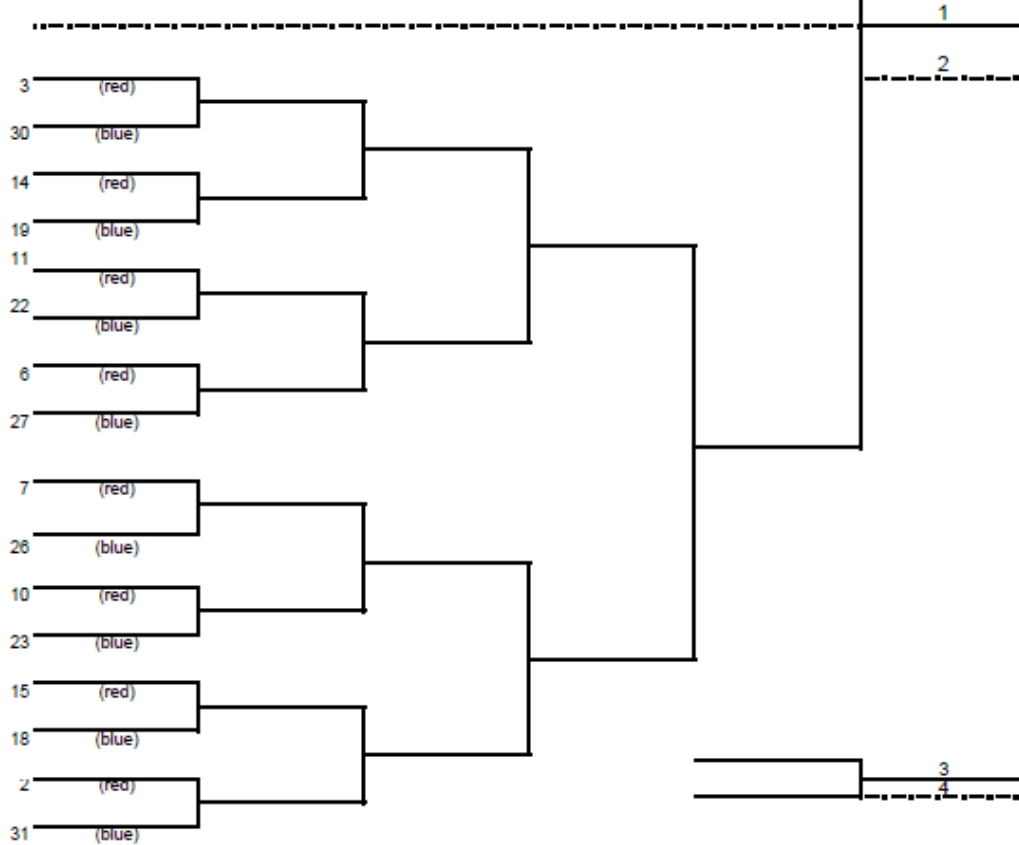 1
2
3 (red)
30 (blue)
14 (red)
19 (blue)
11 (red)
22 (blue)
6 (red)
27 (blue)
7 (red)
26 (blue)
10 (red)
23 (blue)
15 (red)
18 (blue)
3
2 (red)
4
31 (blue)